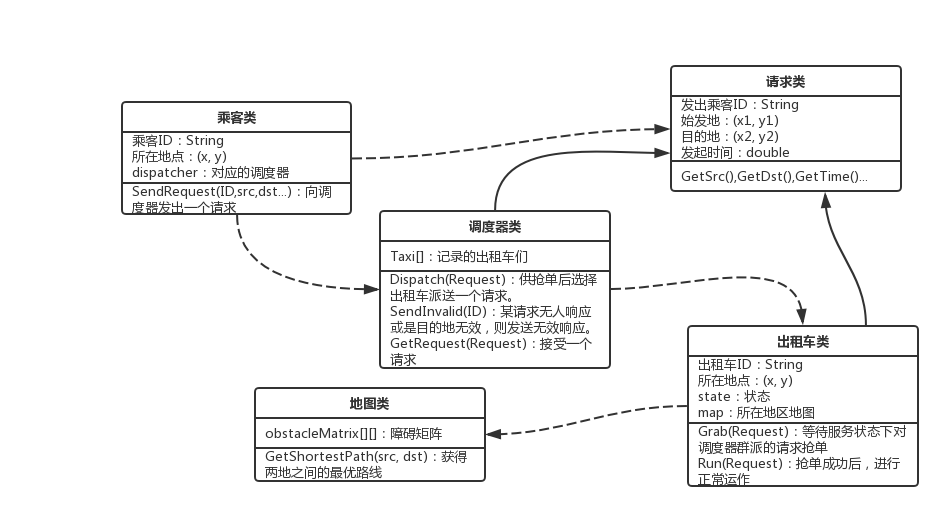 请求类
发出乘客ID：String
始发地：(x1, y1)
目的地：(x2, y2)
发起时间：double
GetSrc(),GetDst(),GetTime()...
乘客类
乘客ID：String
所在地点：(x, y)
dispatcher：对应的调度器
SendRequest(ID,src,dst...)：向调
度器发出一个请求
调度器类
Taxi[]：记录的出租车们
Dispatch(Request)：供抢单后选择
出租车派送一个请求。
SendInvalid(ID)：某请求无人响应
或是目的地无效，则发送无效响应。
GetRequest(Request)：接受一个
请求
出租车类
出租车ID：String
所在地点：(x, y)
state：状态
map：所在地区地图
Grab(Request)：等待服务状态下对
调度器群派的请求抢单
Run(Request)：抢单成功后，进行
正常运作
地图类
obstacleMatrix[][]：障碍矩阵
GetShortestPath(src, dst)：获得
两地之间的最优路线